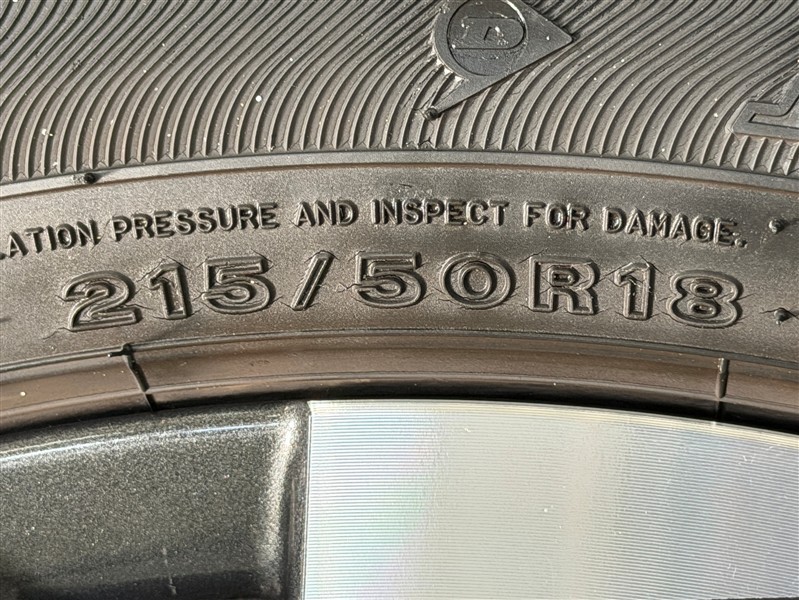 D
LATION PRESSURE AND INSPECT FOR DAMAGE.
215/50R18